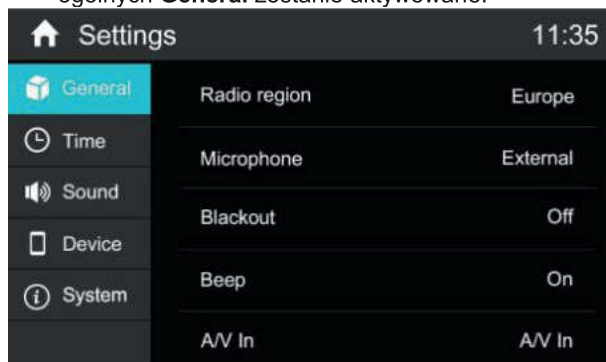 General zostanie aktywowane.
Settings 11:35
General
Radio region Europe
Time
Microphone External
Sound
Blackout Off
Device
Beep On
System
A/V In A/V In